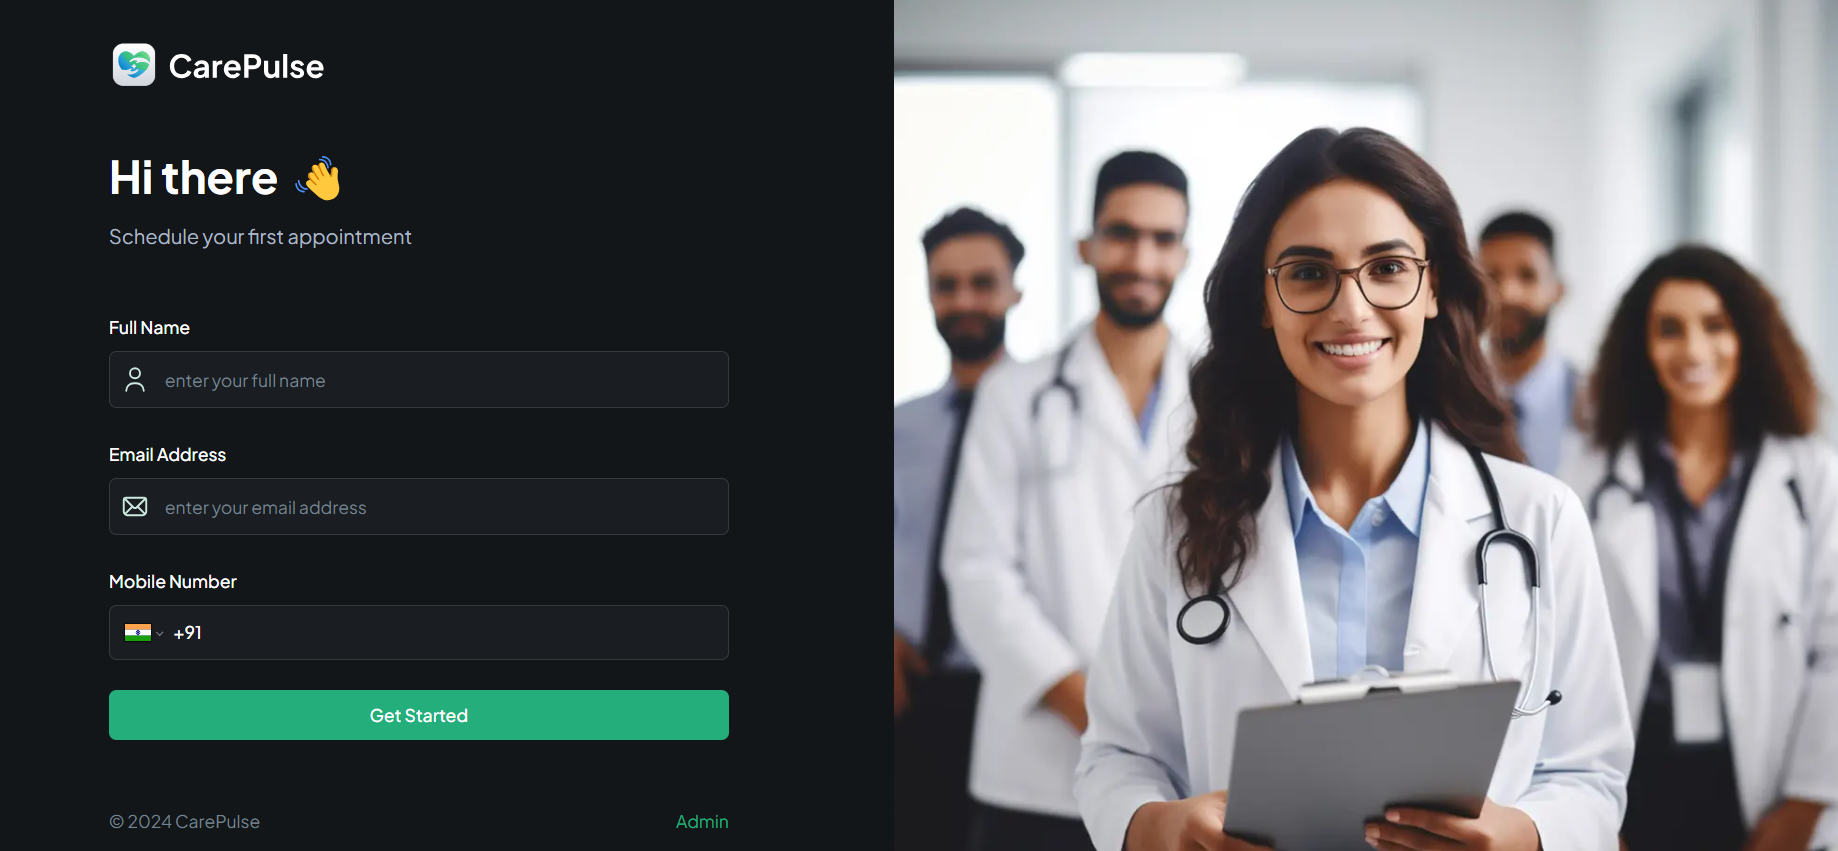 CarePulse
Hi there 👋
Schedule your first appointment
Full Name
enter your full name
Email Address
enter your email address
Mobile Number
+91
Get Started
© 2024 CarePulse
Admin